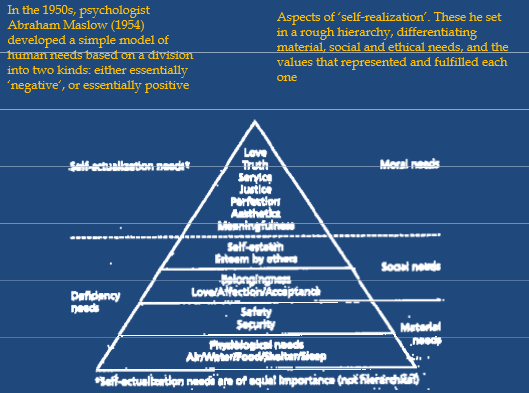 In the 1950s, psychologist
Abraham Maslow (1954)
developed a simple model of
human needs based on a division
into two kinds: either essentially
‘negative’, or essentially positive
Aspects of ‘self-realization’. These he set
in a rough hierarchy, differentiating
material, social and ethical needs, and the
values that represented and fulfilled each
one
Love
Self-actualization needs* Truth Moral needs
Service
Justice
Perfection
Aesthetics
Meaningfulness
Self-esteem
Esteem by others
Social needs
Belongingness
Love/Affection/Acceptance
Deficiency
needs
Safety
Security
Material
needs
Physiological needs
Air/Water/Food/Shelter/Sleep
*Self-actualization needs are of equal importance (not hierarchical)